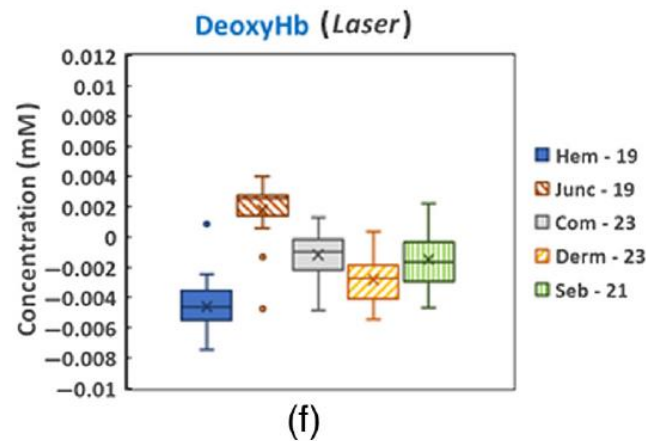 DeoxyHb (Laser)
Concentration (mM)
0.012
0.01
0.008
0.006
0.004
0.002
0
−0.002
−0.004
−0.006
−0.008
−0.01
Hem - 19
Junc - 19
Com - 23
Derm - 23
Seb - 21
(f)